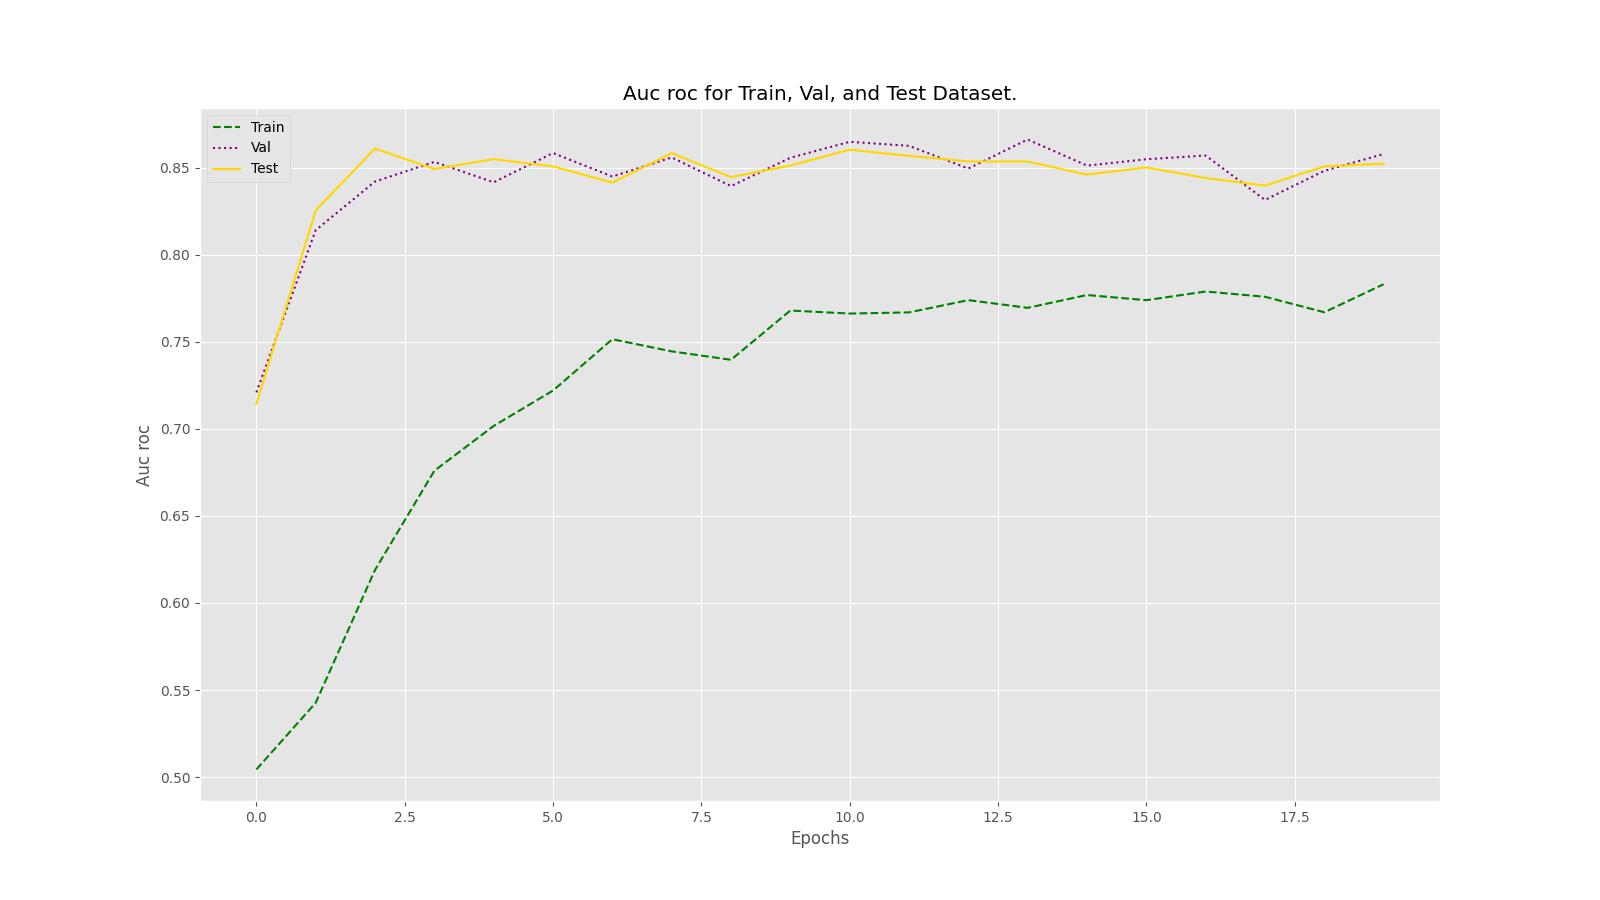 Auc roc for Train, Val, and Test Dataset.
Train
Val
Test
0.85
0.80
0.75
0.70
0.65
0.60
0.55
0.50
Auc roc
0.0 2.5 5.0 7.5 10.0 12.5 15.0 17.5
Epochs